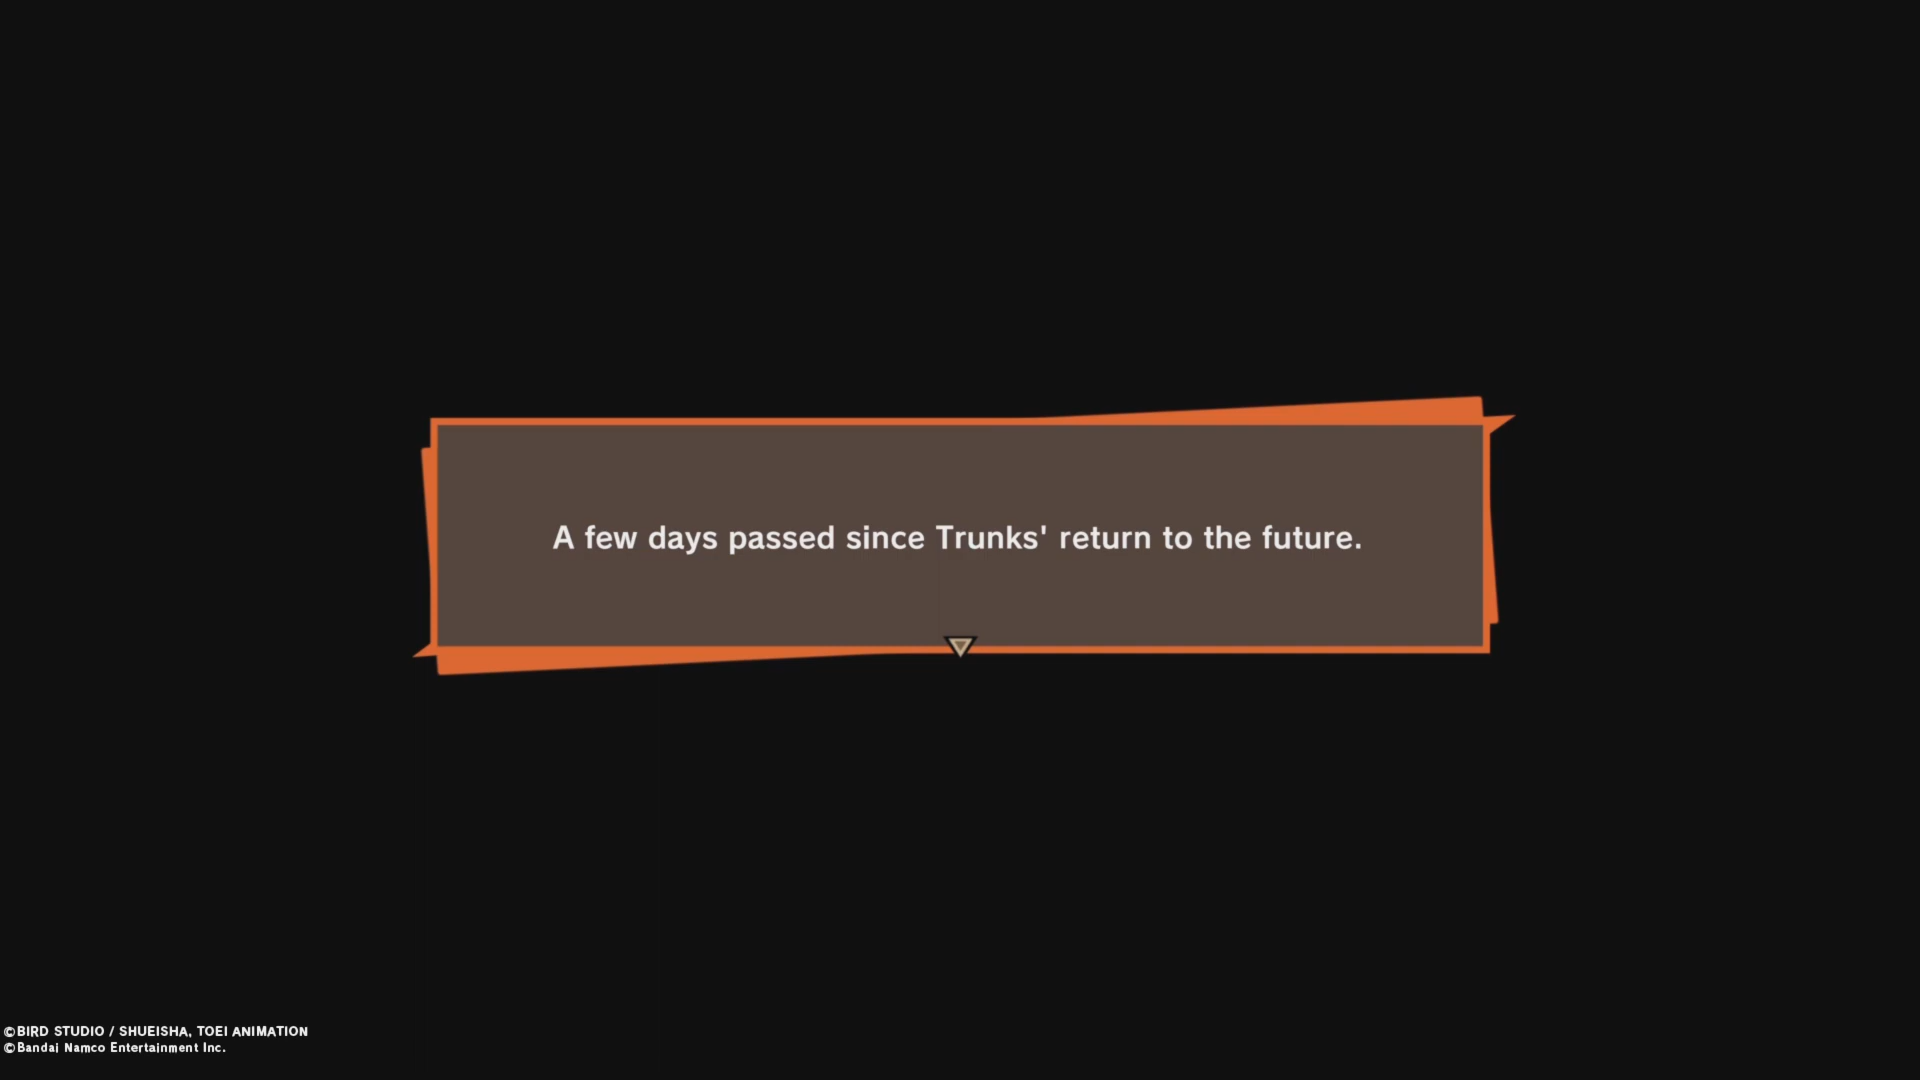 A few days passed since Trunks' return to the future.
©BIRD STUDIO / SHUEISHA, TOEI ANIMATION
©Bandai Namco Entertainment Inc.